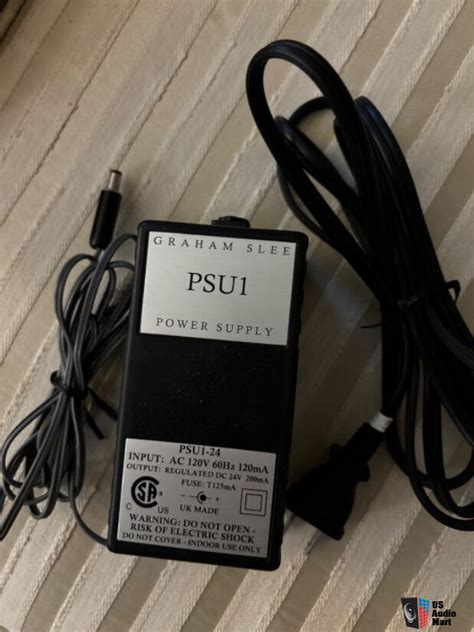 GRAHAM SLEE
PSU1
POWER SUPPLY
PSU1-24
INPUT: AC 120V 60Hz 120mA
OUTPUT: REGULATED DC 24V 200mA
FUSE: T125mA
SA
C US
UK MADE
WARNING: DO NOT OPEN -
RISK OF ELECTRIC SHOCK
DO NOT COVER - INDOOR USE ONLY
US
Audio
Mart